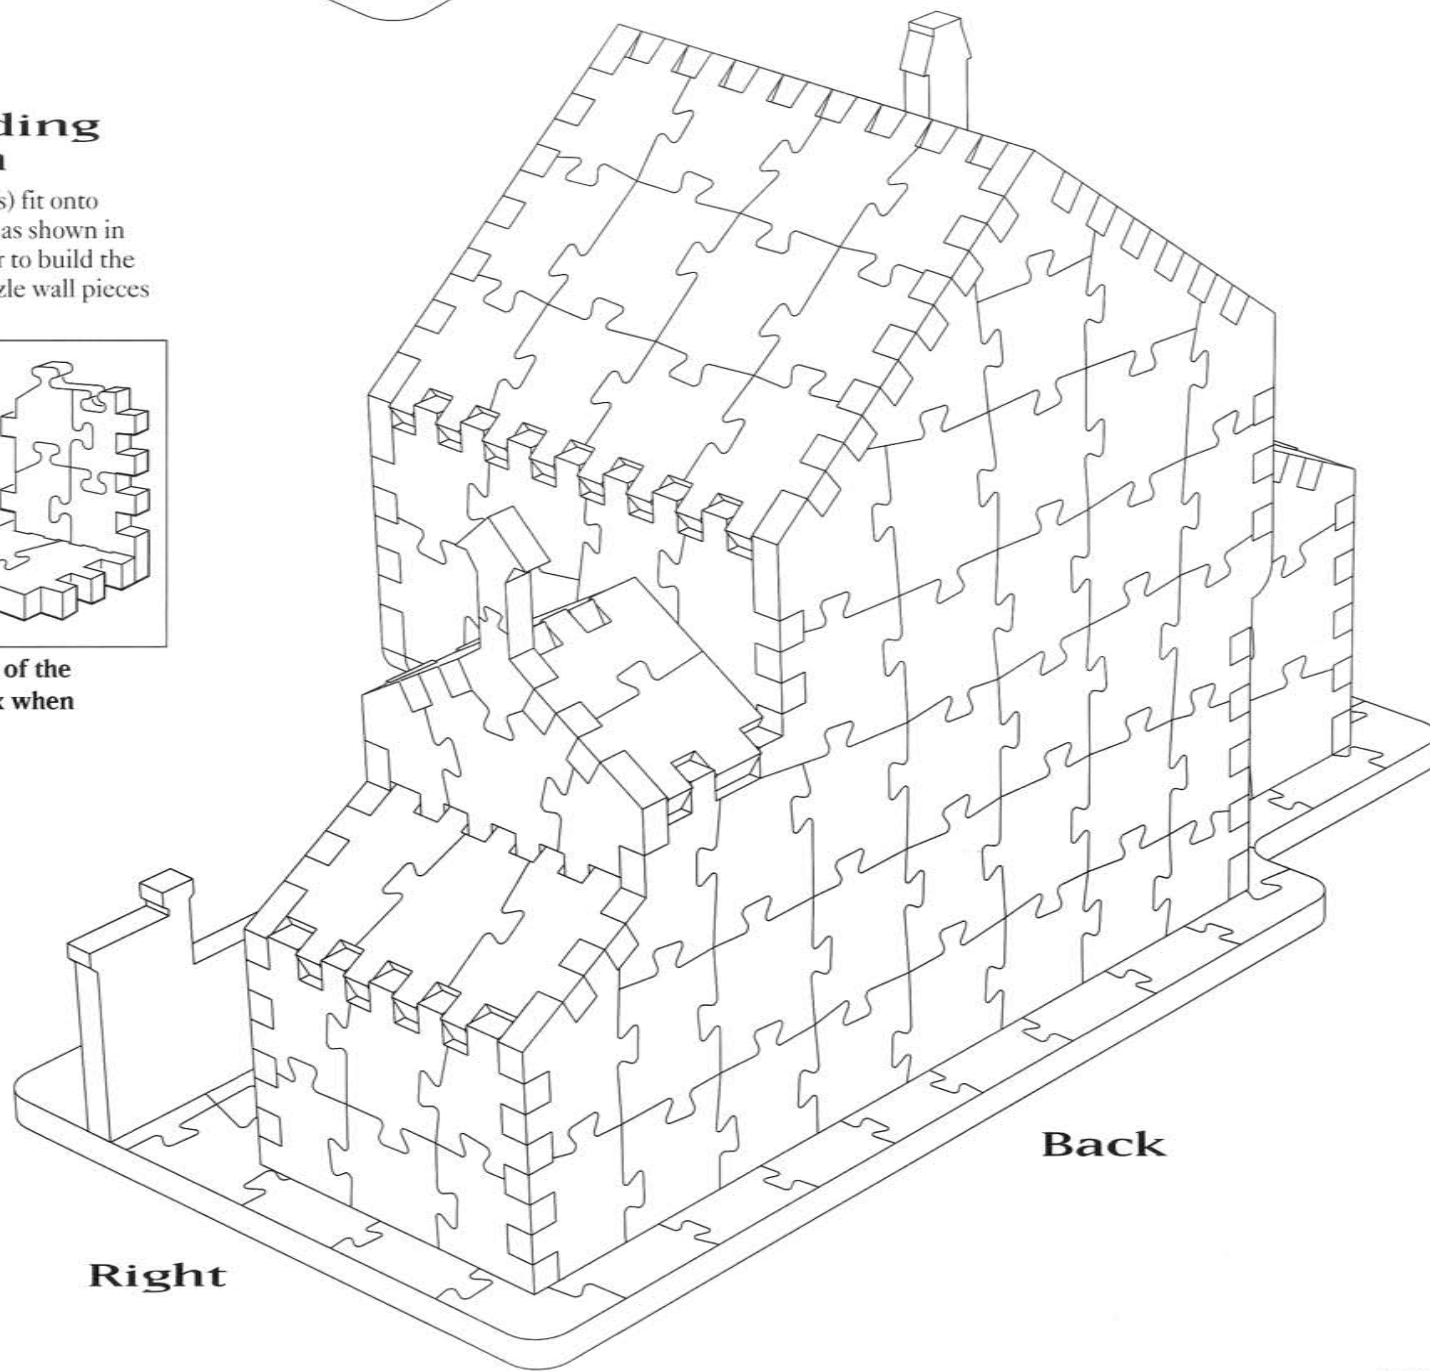 ding
s) fit onto
as shown in
r to build the
zle wall pieces
of the
when
Back
Right